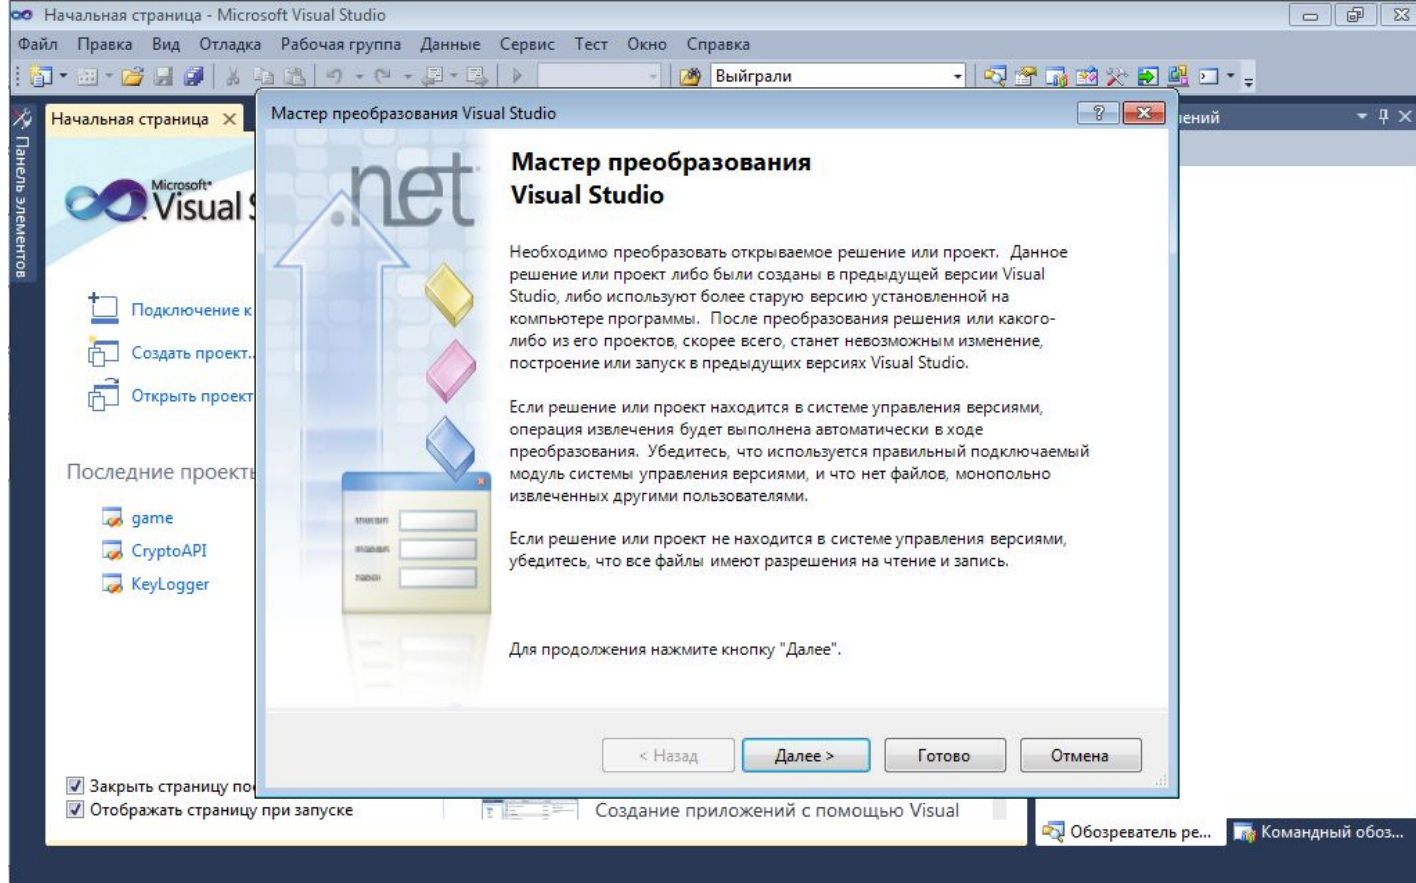 Начальная страница - Microsoft Visual Studio
Файл Правка Вид Отладка Рабочая группа Данные Сервис Тест Окно Справка
Выйграли
Панель элементов
Начальная страница
Microsoft
Visual
Подключение к
Создать проект..
Открыть проект
Последние проекты
game
CryptoAPI
KeyLogger
Закрыть страницу по
Отображать страницу при запуске
Мастер преобразования Visual Studio
.net
Мастер преобразования
Visual Studio
Необходимо преобразовать открываемое решение или проект. Данное
решение или проект либо были созданы в предыдущей версии Visual
Studio, либо используют более старую версию установленной на
компьютере программы. После преобразования решения или какого-
либо из его проектов, скорее всего, станет невозможным изменение,
построение или запуск в предыдущих версиях Visual Studio.
Если решение или проект находится в системе управления версиями,
операция извлечения будет выполнена автоматически в ходе
преобразования. Убедитесь, что используется правильный подключаемый
модуль системы управления версиями, и что нет файлов, монопольно
извлеченных другими пользователями.
Если решение или проект не находится в системе управления версиями,
убедитесь, что все файлы имеют разрешения на чтение и запись.
Для продолжения нажмите кнопку "Далее".
< Назад Далее > Готово Отмена
Создание приложений с помощью Visual
ений
Обозреватель ре... Командный обоз...